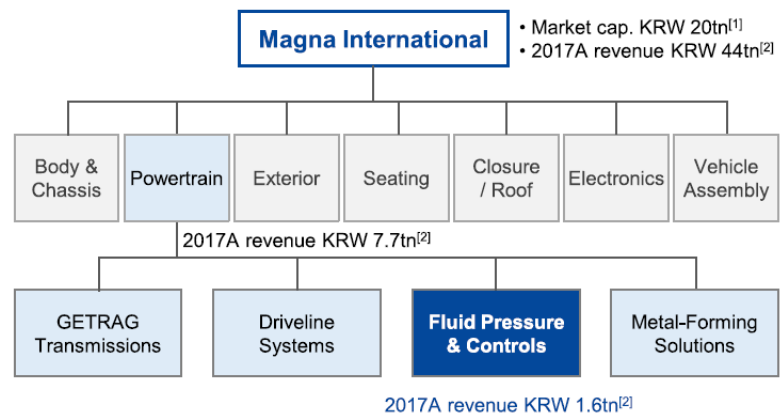 Magna International
• Market cap. KRW 20tn[1]
• 2017A revenue KRW 44tn[2]
Body &
Chassis
Powertrain
Exterior
Seating
Closure
/ Roof
Electronics
Vehicle
Assembly
2017A revenue KRW 7.7tn[2]
GETRAG
Transmissions
Driveline
Systems
Fluid Pressure
& Controls
Metal-Forming
Solutions
2017A revenue KRW 1.6tn[2]